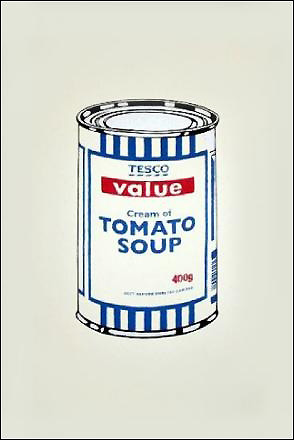 TESCO
value
Cream of
TOMATO
SOUP
400g